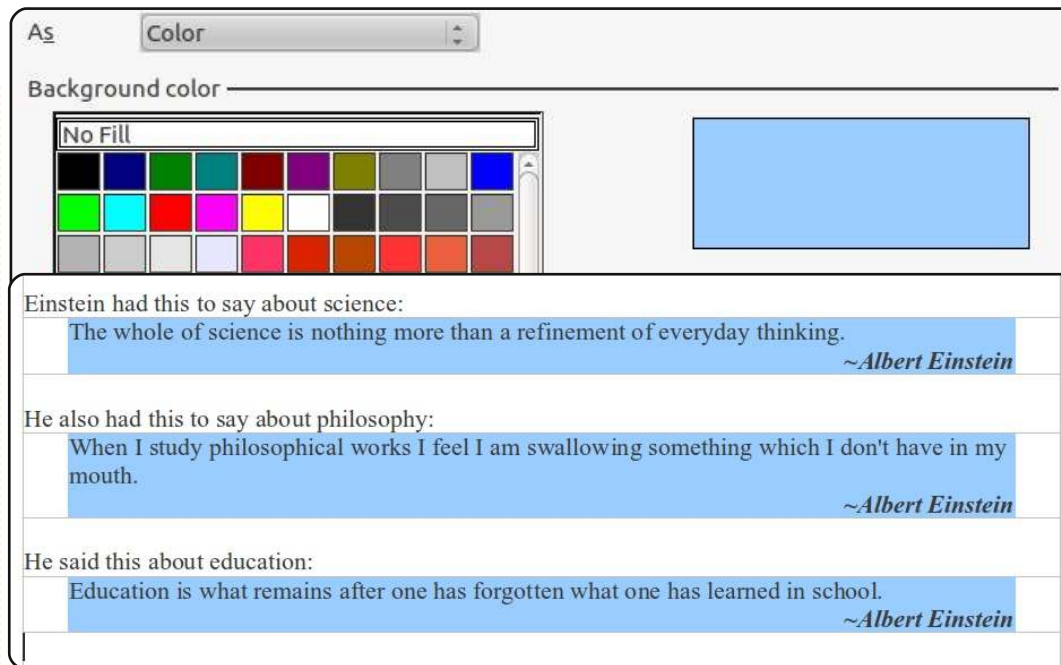 As Color
Background color
No Fill
Einstein had this to say about science:
The whole of science is nothing more than a refinement of everyday thinking.
~Albert Einstein
He also had this to say about philosophy:
When I study philosophical works I feel I am swallowing something which I don't have in my
mouth.
~Albert Einstein
He said this about education:
Education is what remains after one has forgotten what one has learned in school.
~Albert Einstein